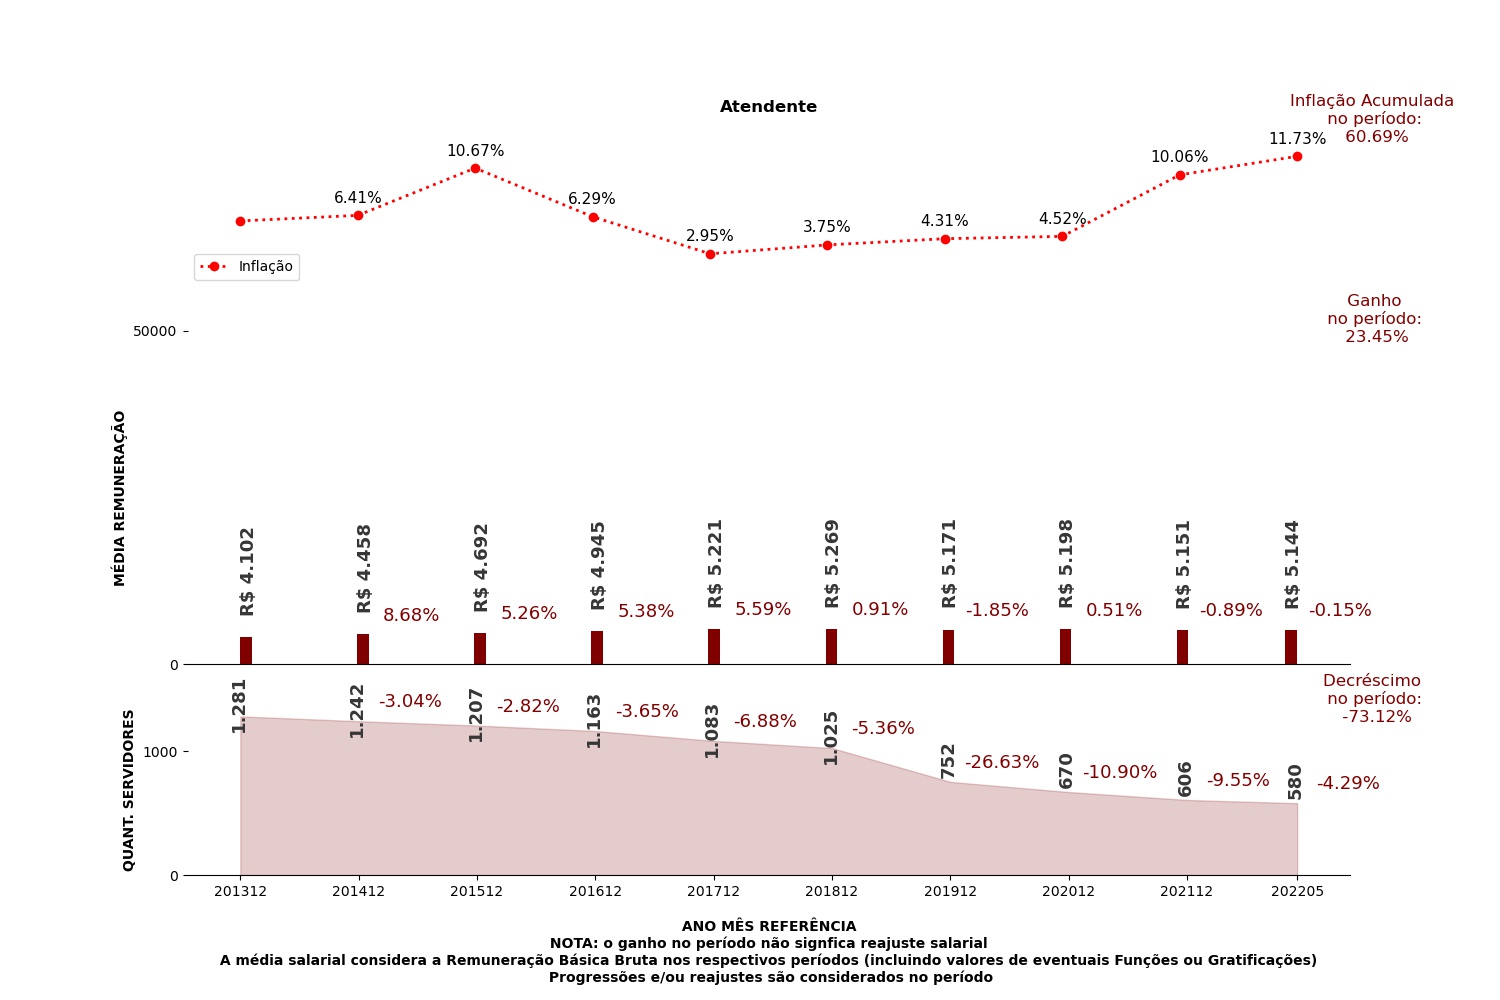 Atendente
Inflação Acumulada
no período:
60.69%
6.41%
10.67%
6.29%
2.95%
3.75%
4.31%
4.52%
10.06%
11.73%
Inflação
Ganho
no período:
23.45%
50000
0
MÉDIA REMUNERAÇÃO
R$ 4.102
R$ 4.458
R$ 4.692
R$ 4.945
R$ 5.221
R$ 5.269
R$ 5.171
R$ 5.198
R$ 5.151
R$ 5.144
8.68%
5.26%
5.38%
5.59%
0.91%
-1.85%
0.51%
-0.89%
-0.15%
Decréscimo
no período:
-73.12%
1000
0
QUANT. SERVIDORES
1.281
1.242
1.207
1.163
1.083
1.025
752
670
606
580
-3.04%
-2.82%
-3.65%
-6.88%
-5.36%
-26.63%
-10.90%
-9.55%
-4.29%
201312
201412
201512
201612
201712
201812
201912
202012
202112
202205
ANO MÊS REFERÊNCIA
NOTA: o ganho no período não signfica reajuste salarial
A média salarial considera a Remuneração Básica Bruta nos respectivos períodos (incluindo valores de eventuais Funções ou Gratificações)
Progressões e/ou reajustes são considerados no período